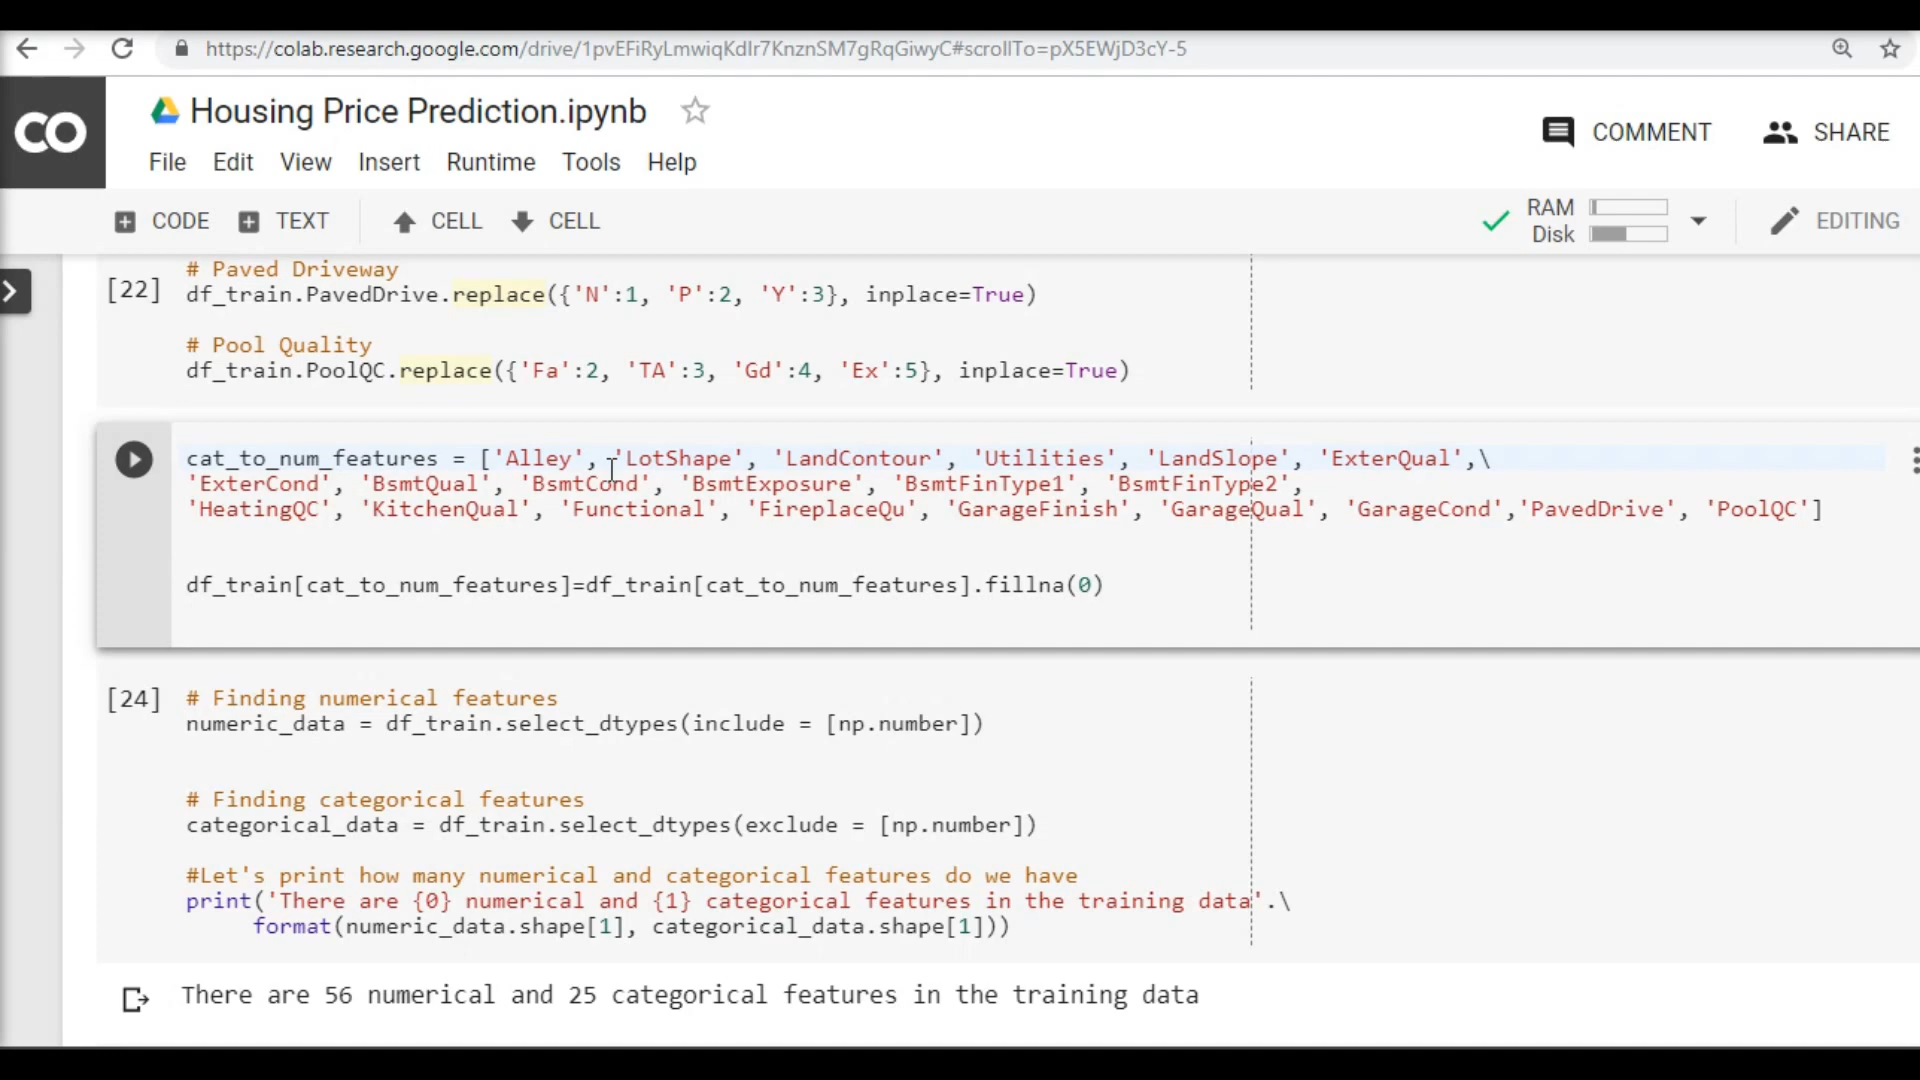 https://colab.research.google.com/drive/1pvEFiRyLmwiqKdIr7KnznSM7gRqGiwyC#scrollTo=pX5EWjD3cY-5
CO
Housing Price Prediction.ipynb
COMMENT SHARE
File Edit View Insert Runtime Tools Help
CODE TEXT CELL CELL
RAM
Disk
EDITING
# Paved Driveway
[22] df_train.PavedDrive.replace({'N':1, 'P':2, 'Y':3}, inplace=True)
# Pool Quality
df_train.PoolQC.replace({'Fa':2, 'TA':3, 'Gd':4, 'Ex':5}, inplace=True)
cat_to_num_features = ['Alley', 'LotShape', 'LandContour', 'Utilities', 'LandSlope', 'ExterQual',\
'ExterCond', 'BsmtQual', 'BsmtCond', 'BsmtExposure', 'BsmtFinType1', 'BsmtFinType2',
'HeatingQC', 'KitchenQual', 'Functional', 'FireplaceQu', 'GarageFinish', 'GarageQual', 'GarageCond','PavedDrive', 'PoolQC']
df_train[cat_to_num_features]=df_train[cat_to_num_features].fillna(0)
[24] # Finding numerical features
numeric_data = df_train.select_dtypes(include = [np.number])
# Finding categorical features
categorical_data = df_train.select_dtypes(exclude = [np.number])
#Let's print how many numerical and categorical features do we have
print('There are {0} numerical and {1} categorical features in the training data'.\
format(numeric_data.shape[1], categorical_data.shape[1]))
There are 56 numerical and 25 categorical features in the training data